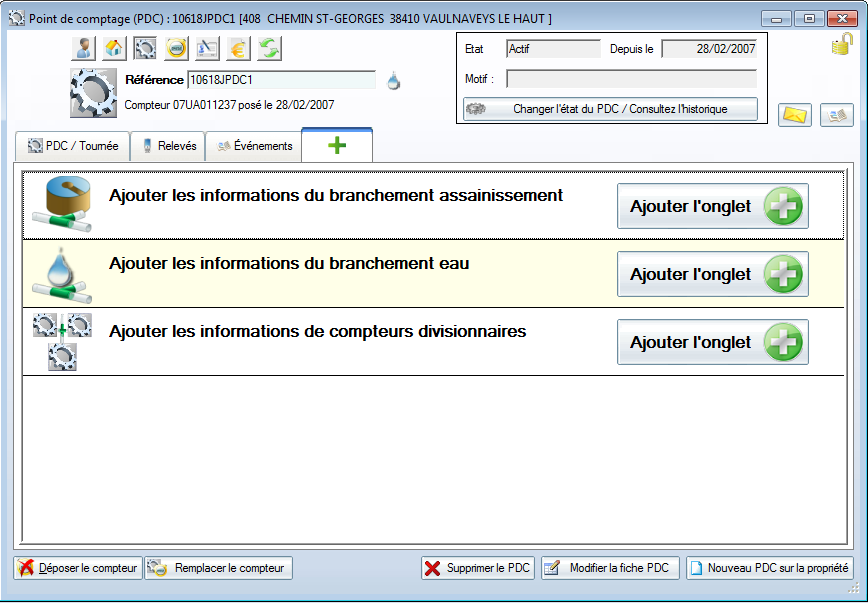 Point de comptage (PDC) : 10618JPDC1 [408  CHEMIN ST-GEORGES  38410 VAULNAVEYS LE HAUT ]
Référence 10618JPDC1
Compteur 07UA011237 posé le 28/02/2007
Etat Actif Depuis le 28/02/2007
Motif :
Changer l'état du PDC / Consultez l'historique
PDC / Tournée Relevés Événements
Ajouter les informations du branchement assainissement Ajouter l'onglet
Ajouter les informations du branchement eau Ajouter l'onglet
Ajouter les informations de compteurs divisionnaires Ajouter l'onglet
Déposer le compteur Remplacer le compteur Supprimer le PDC Modifier la fiche PDC Nouveau PDC sur la propriété